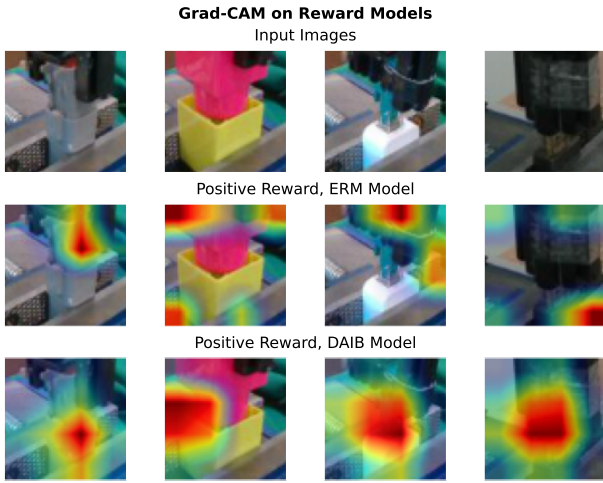 Grad-CAM on Reward Models
Input Images
Positive Reward, ERM Model
Positive Reward, DAIB Model